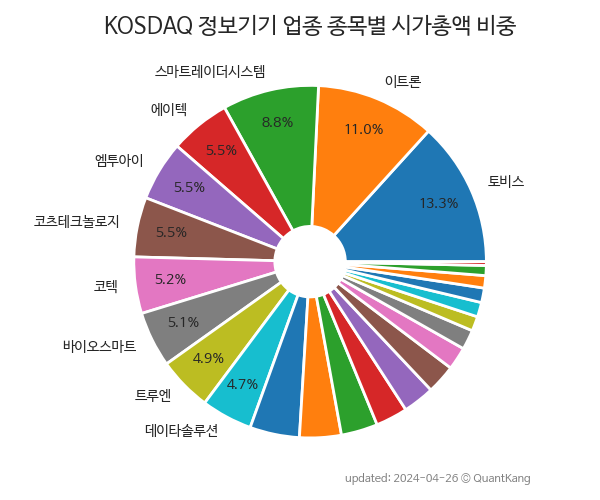 KOSDAQ 정보기기 업종 종목별 시가총액 비중
스마트레이더시스템
이트론
에이텍
8.8%
11.0%
5.5%
엠투아이
토비스
5.5%
13.3%
코츠테크놀로지
5.5%
코텍
5.2%
바이오스마트
5.1%
4.9%
트루엔
4.7%
데이타솔루션
updated: 2024-04-26 © QuantKang